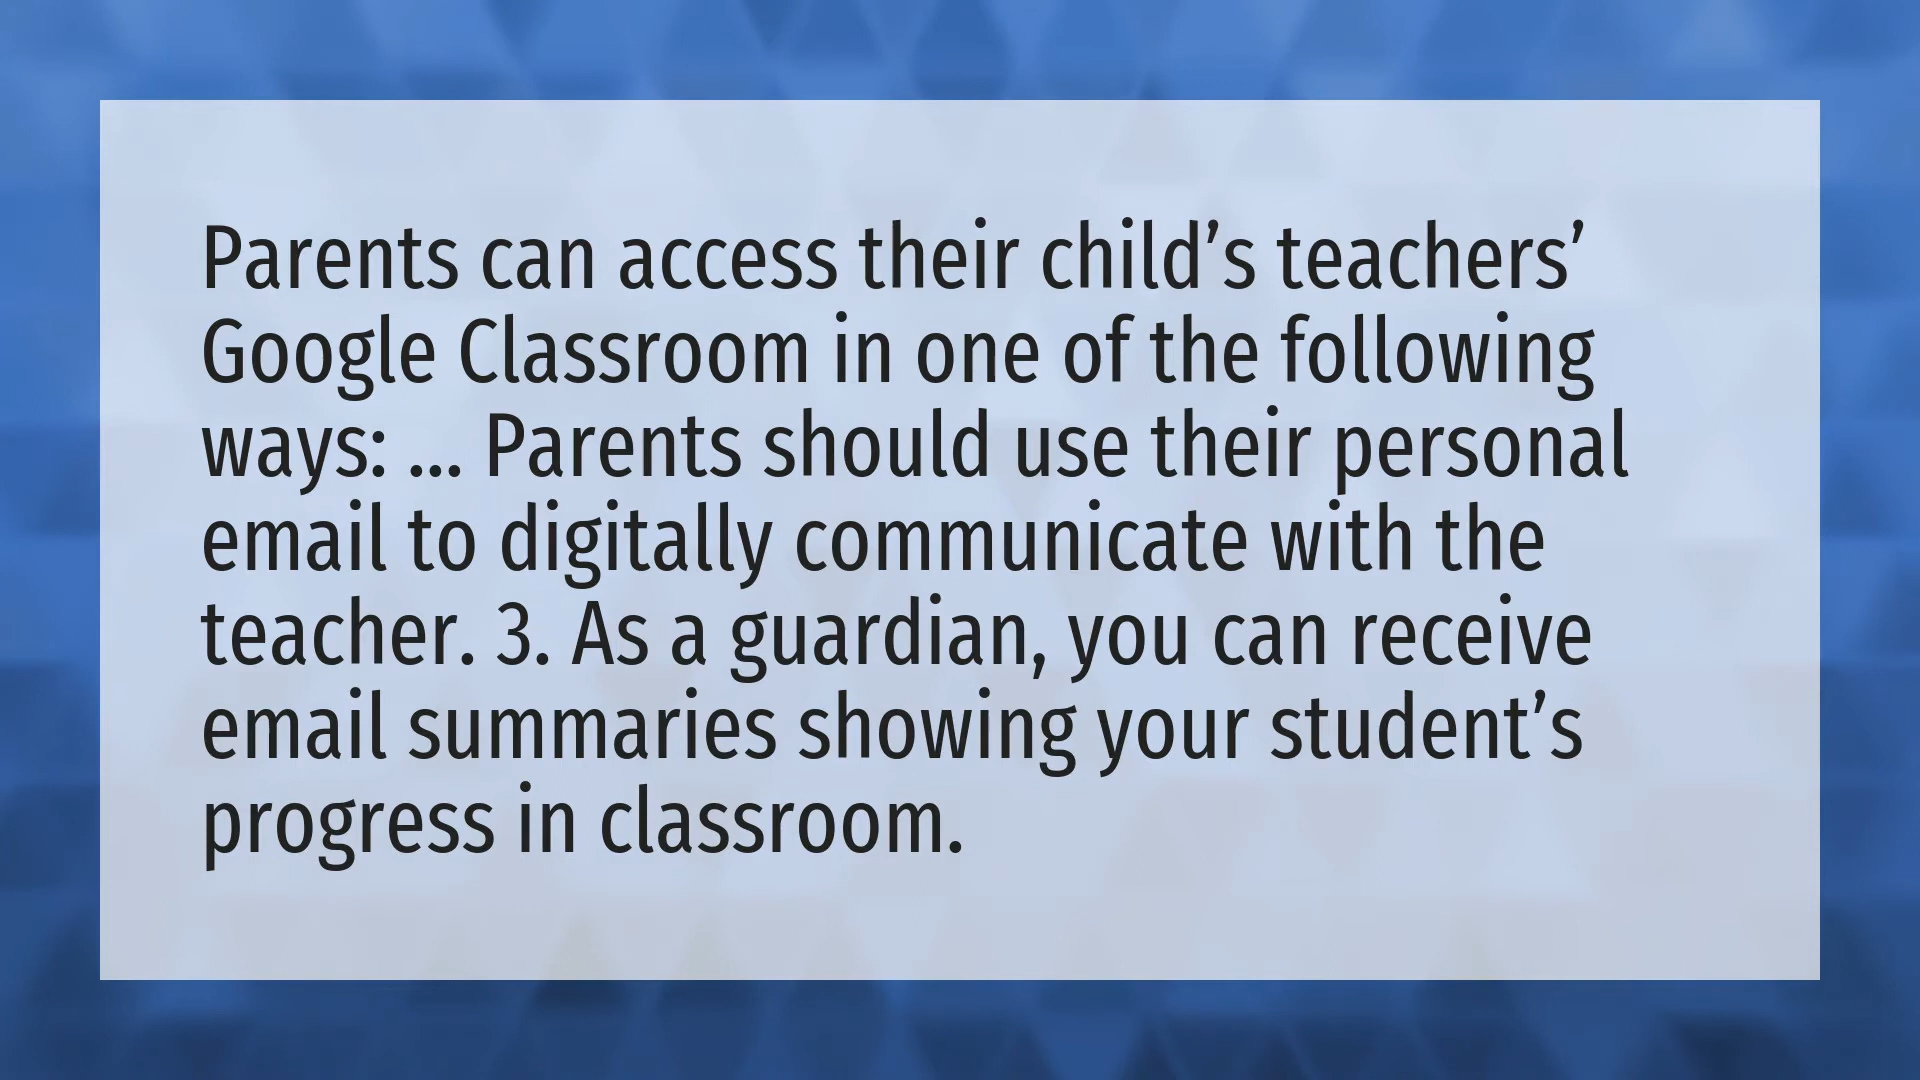 Parents can access their child’s teachers’
Google Classroom in one of the following
ways: ... Parents should use their personal
email to digitally communicate with the
teacher. 3. As a guardian, you can receive
email summaries showing your student’s
progress in classroom.